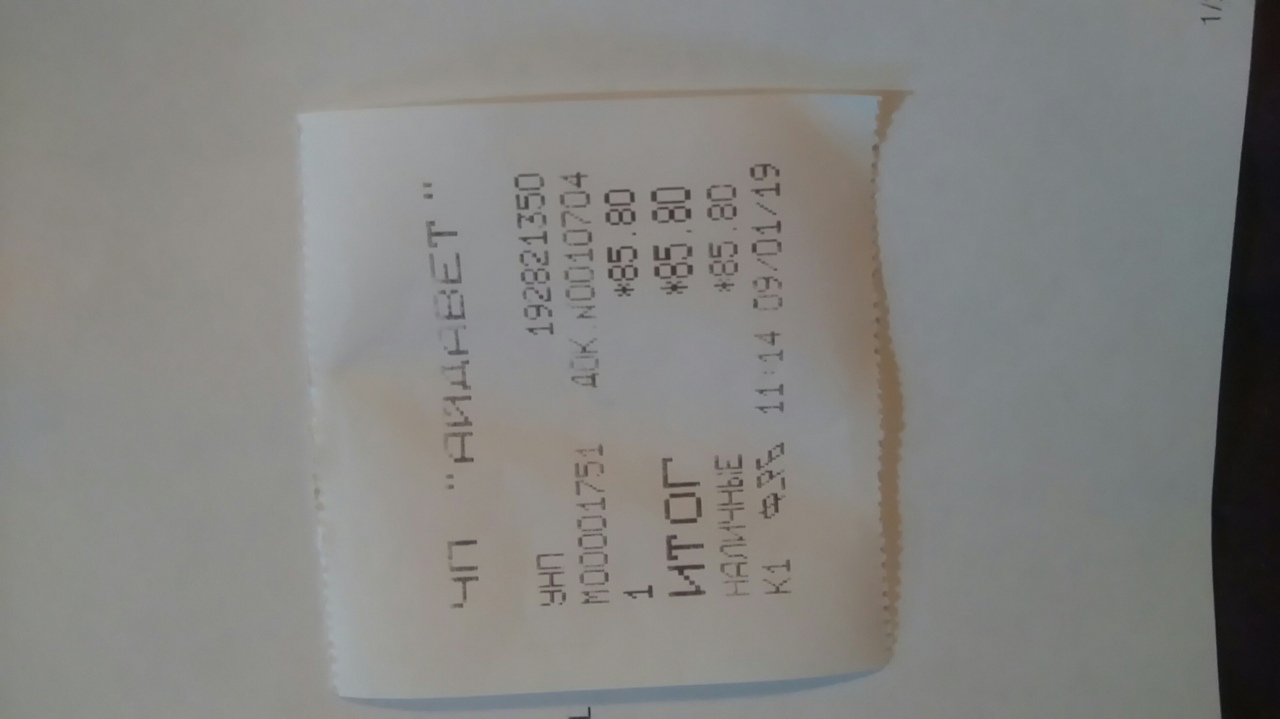 ЧП "АЙДАВЕТ"
УНП 192821350
М00001751 ДОК.N0010704
1 *85.80
ИТОГ *85.80
НАЛИЧНЫЕ *85.80
К1 11:14 09/01/19
1/